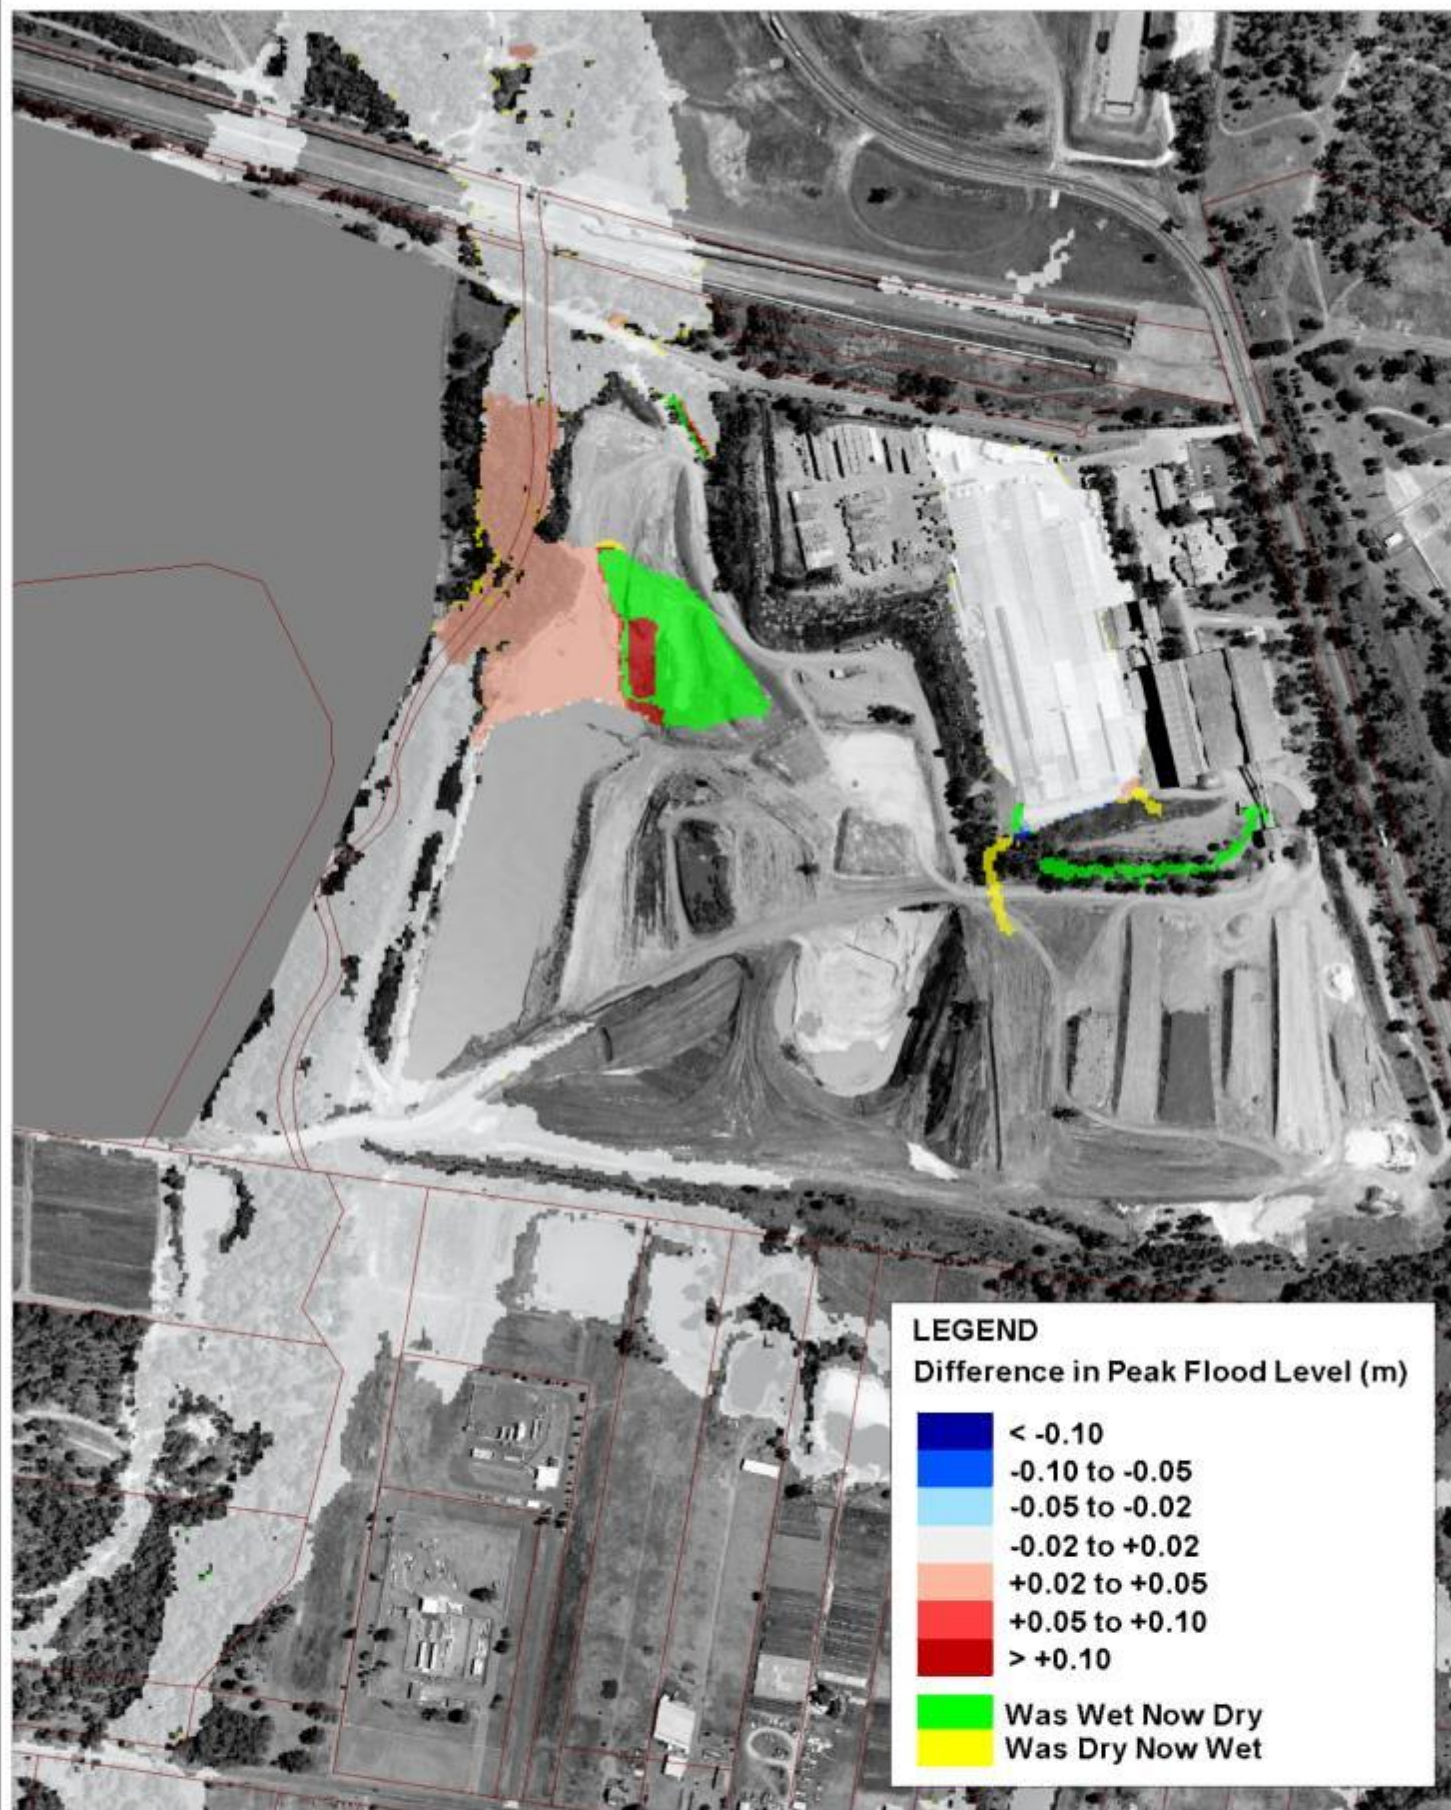 LEGEND
Difference in Peak Flood Level (m)
< -0.10
-0.10 to -0.05
-0.05 to -0.02
-0.02 to +0.02
+0.02 to +0.05
+0.05 to +0.10
> +0.10
Was Wet Now Dry
Was Dry Now Wet